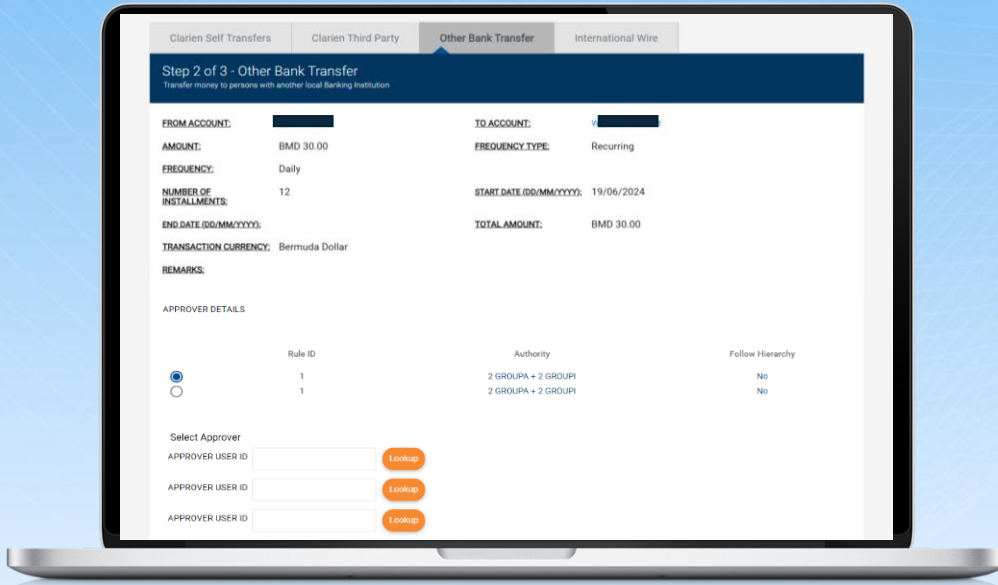 Clarien Self Transfers Clarien Third Party Other Bank Transfer International Wire
Step 2 of 3 - Other Bank Transfer
Transfer money to persons with another local Banking Institution
FROM ACCOUNT: TO ACCOUNT: W
AMOUNT: BMD 30.00 FREQUENCY TYPE: Recurring
FREQUENCY: Daily
NUMBER OF INSTALLMENTS: 12 START DATE (DD/MM/YYYY): 19/06/2024
END DATE (DD/MM/YYYY): TOTAL AMOUNT: BMD 30.00
TRANSACTION CURRENCY: Bermuda Dollar
REMARKS:
APPROVER DETAILS
Rule ID Authority Follow Hierarchy
1 2 GROUPA + 2 GROUPI No
1 2 GROUPA + 2 GROUPI No
Select Approver
APPROVER USER ID Lookup
APPROVER USER ID Lookup
APPROVER USER ID Lookup